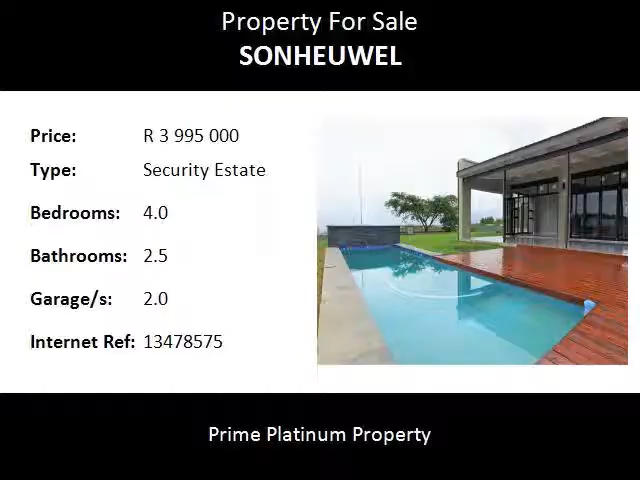 Property For Sale
SONHEUWEL
Price: R 3 995 000
Type: Security Estate
Bedrooms: 4.0
Bathrooms: 2.5
Garage/s: 2.0
Internet Ref: 13478575
Prime Platinum Property